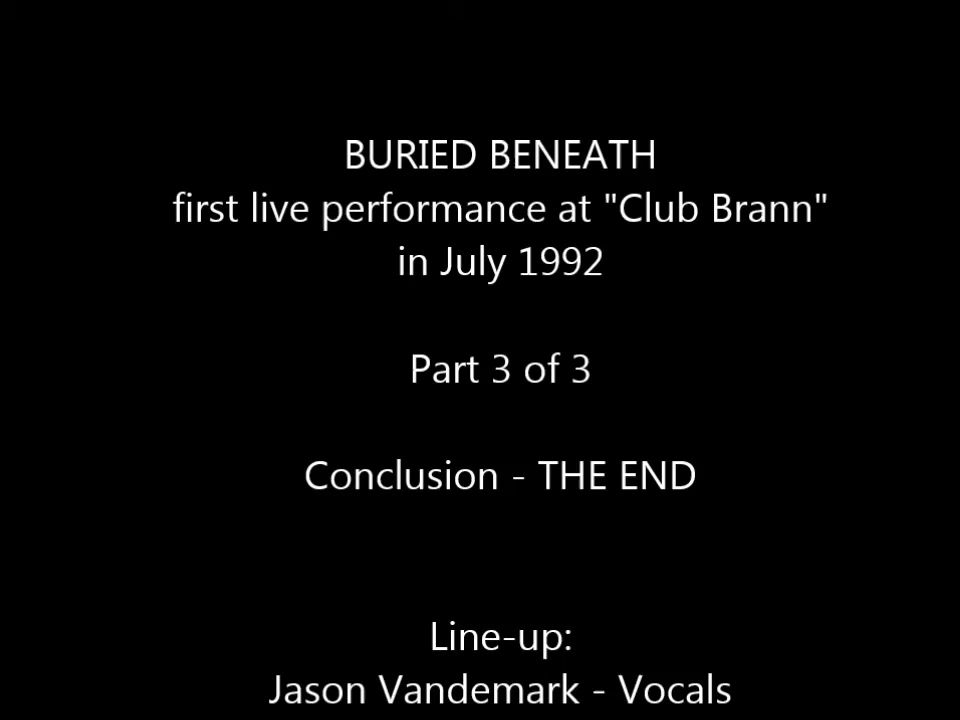 BURIED BENEATH
first live performance at "Club Brann"
in July 1992
Part 3 of 3
Conclusion - THE END
Line-up:
Jason Vandemark - Vocals